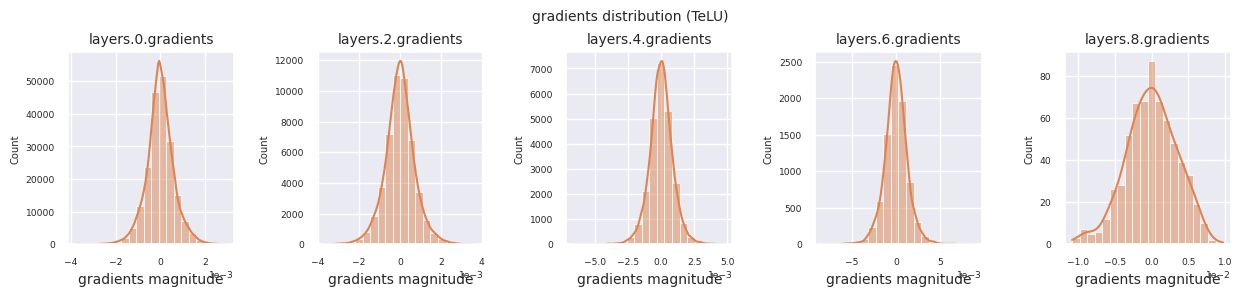 gradients distribution (TeLU)
layers.0.gradients
Count
50000
40000
30000
20000
10000
0
−4 −2 0 2
1e−3
gradients magnitude
layers.2.gradients
Count
12000
10000
8000
6000
4000
2000
0
−4 −2 0 2 4
1e−3
gradients magnitude
layers.4.gradients
Count
7000
6000
5000
4000
3000
2000
1000
0
−5.0 −2.5 0.0 2.5 5.0
1e−3
gradients magnitude
layers.6.gradients
Count
2500
2000
1500
1000
500
0
−5 0 5
1e−3
gradients magnitude
layers.8.gradients
Count
80
60
40
20
0
−1.0 −0.5 0.0 0.5 1.0
1e−2
gradients magnitude